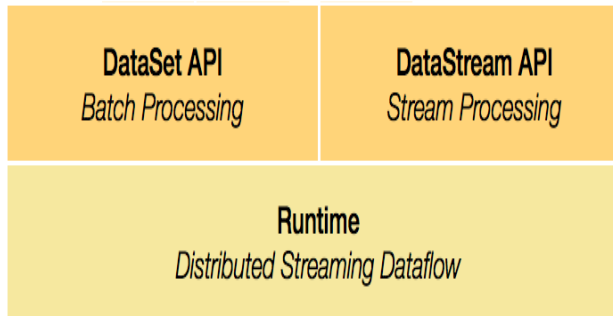 DataSet API
Batch Processing
DataStream API
Stream Processing
Runtime
Distributed Streaming Dataflow